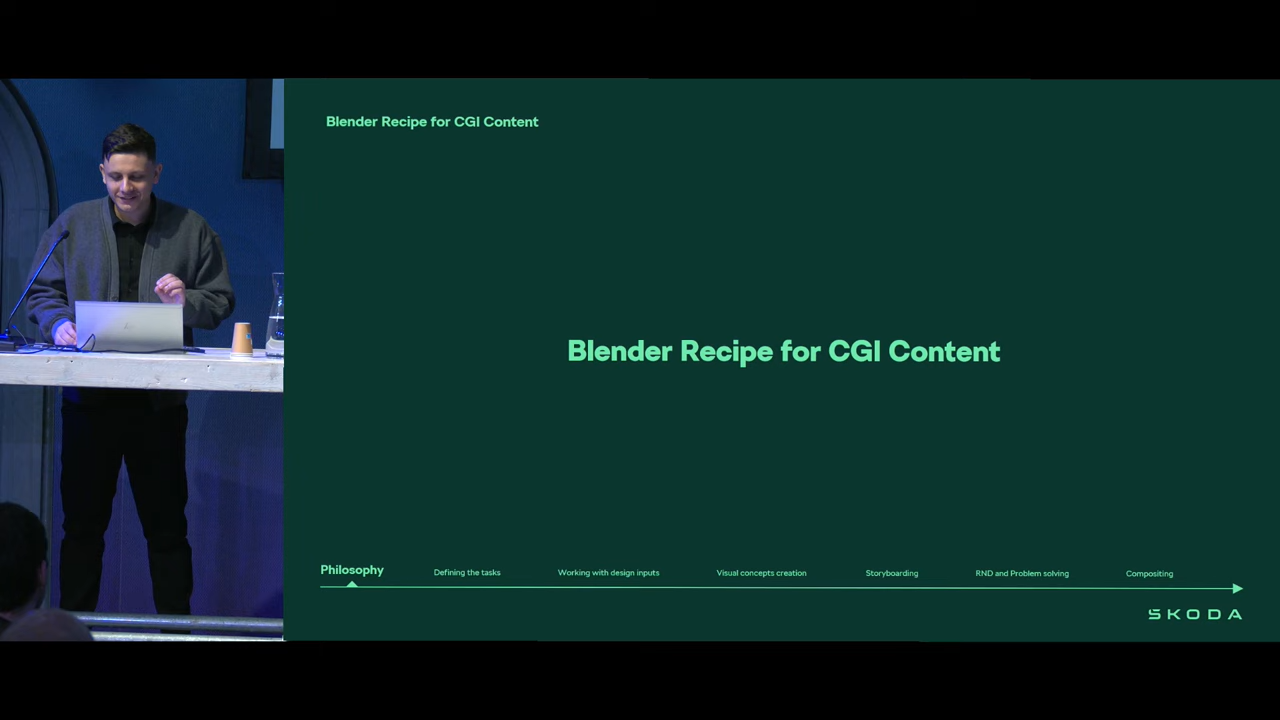 Blender Recipe for CGI Content
Blender Recipe for CGI Content
Philosophy
Defining the tasks
Working with design inputs
Visual concepts creation
Storyboarding
RND and Problem solving
Compositing
ŠKODA